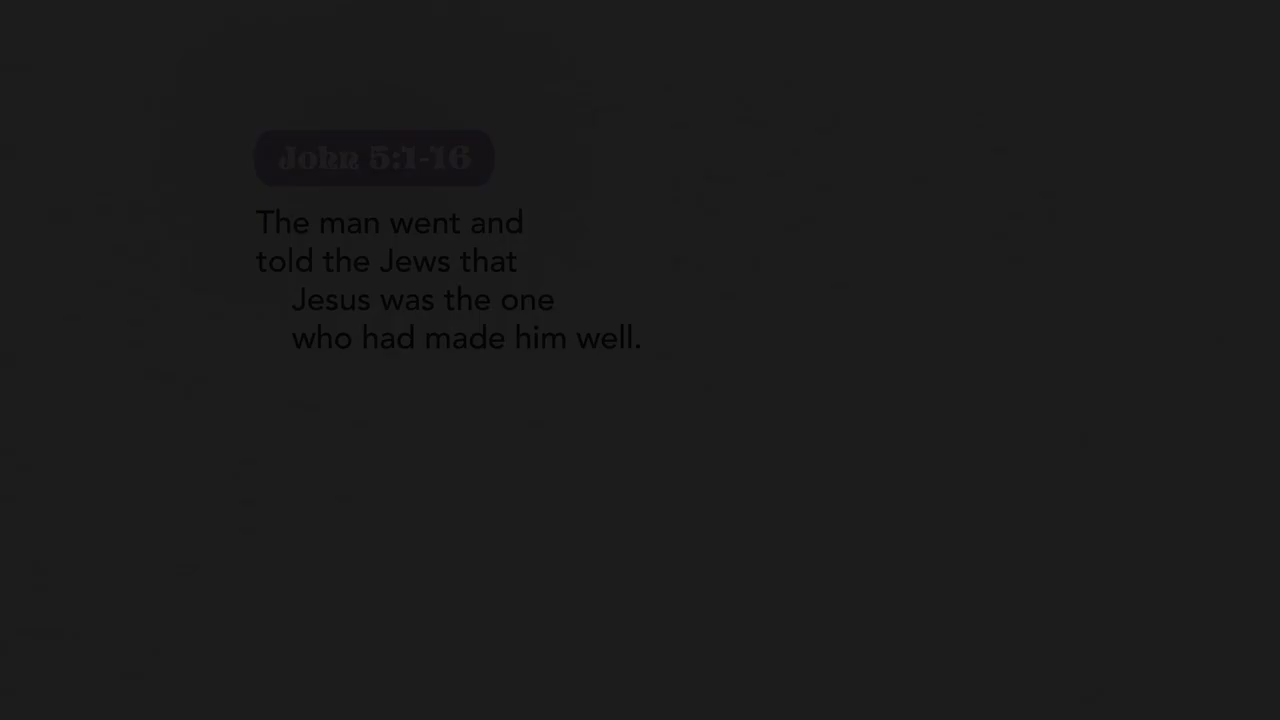 John 5:1-16
The man went and
told the Jews that
Jesus was the one
who had made him well.